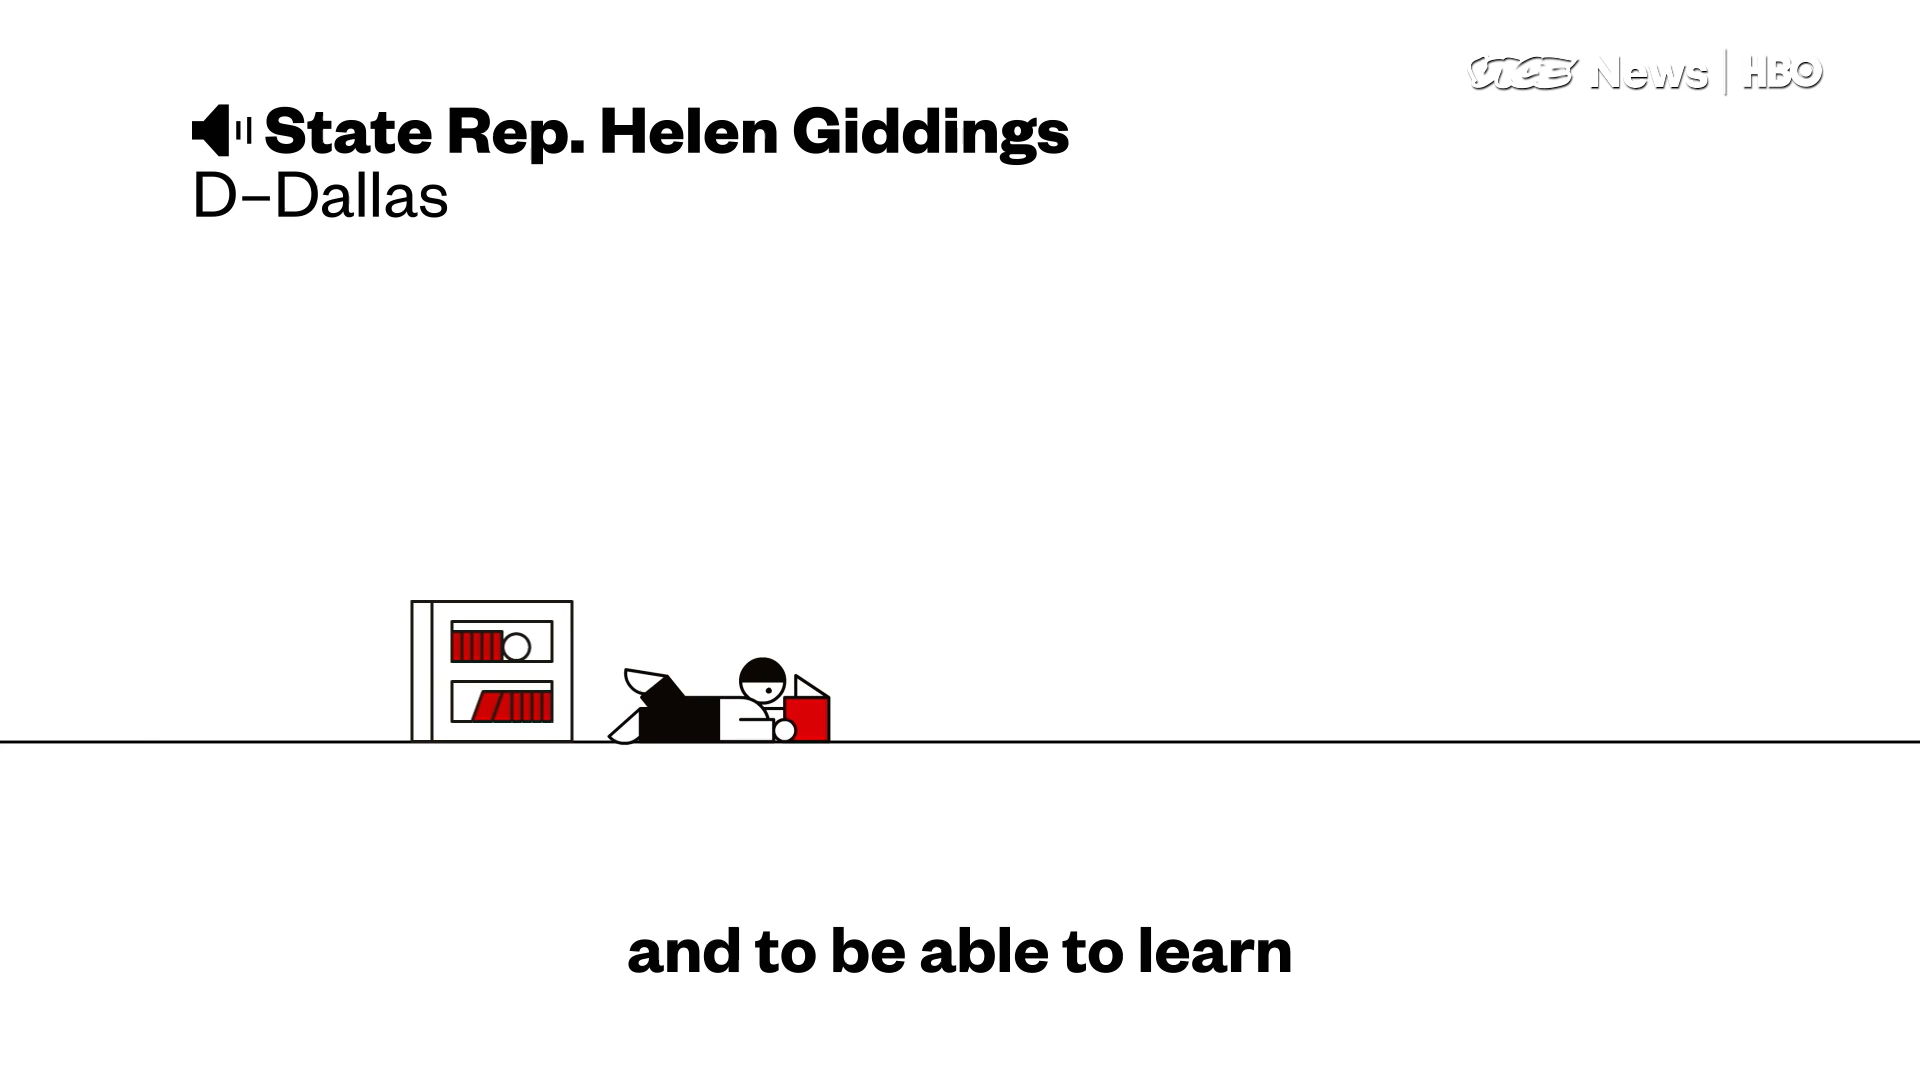 State Rep. Helen Giddings
D–Dallas
VICE News | HBO
and to be able to learn